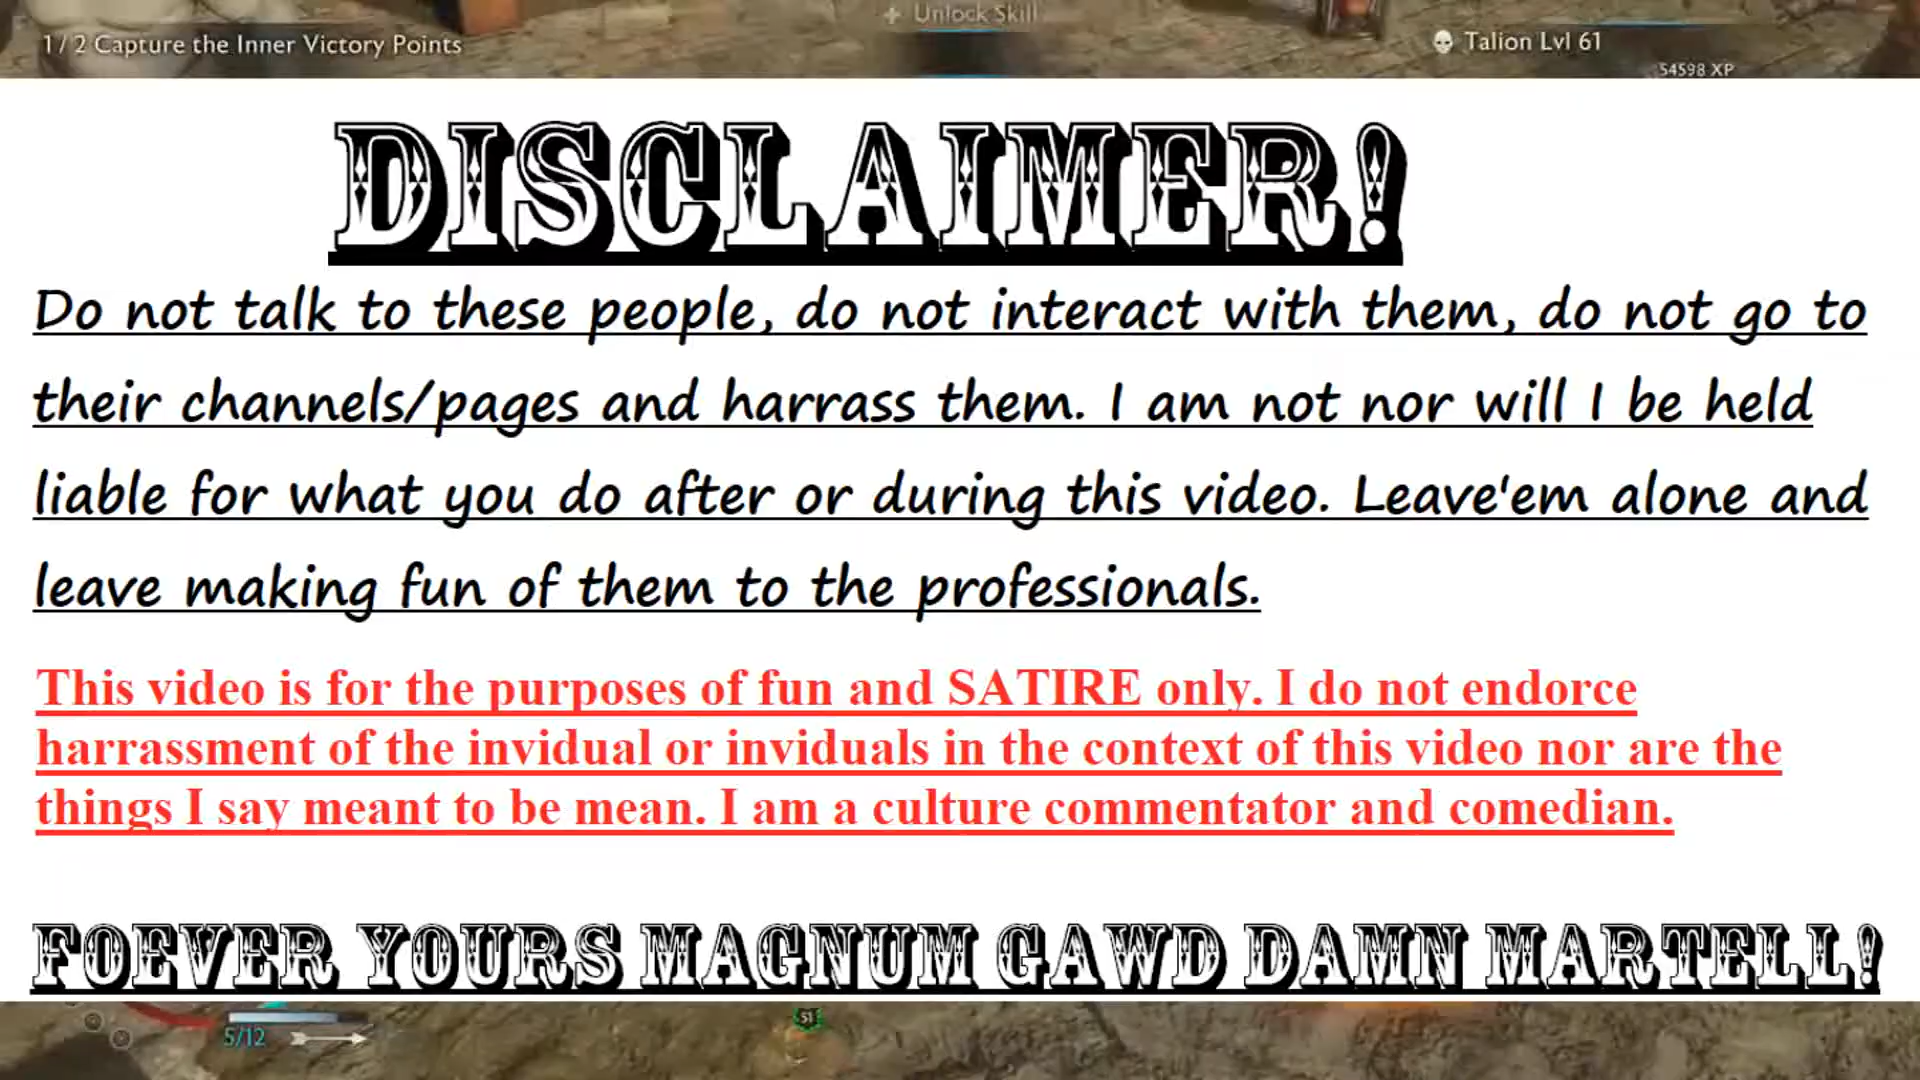 + Unlock Skill
1/2 Capture the Inner Victory Points
Talion Lvl 61
54598 XP
DISCLAIMER!
Do not talk to these people, do not interact with them, do not go to
their channels/pages and harrass them. I am not nor will I be held
liable for what you do after or during this video. Leave'em alone and
leave making fun of them to the professionals.
This video is for the purposes of fun and SATIRE only. I do not endorce
harrassment of the invidual or inviduals in the context of this video nor are the
things I say meant to be mean. I am a culture commentator and comedian.
FOEVER YOURS MAGNUM GAWD DAMN MARTELL!
5/12
51